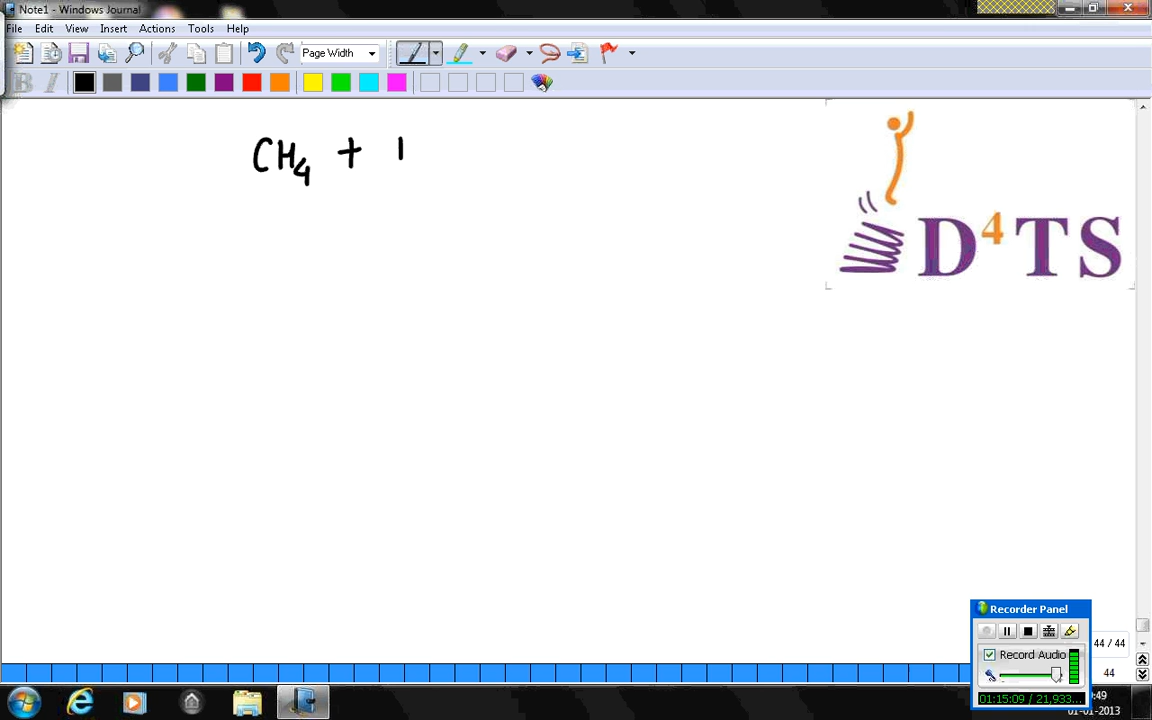 Note1 - Windows Journal
File Edit View Insert Actions Tools Help
Page Width
B I
CH₄ + I
D⁴TS
Recorder Panel
Record Audio
01:15:09 / 21,933...
44 / 44
44
:49
01-01-2013